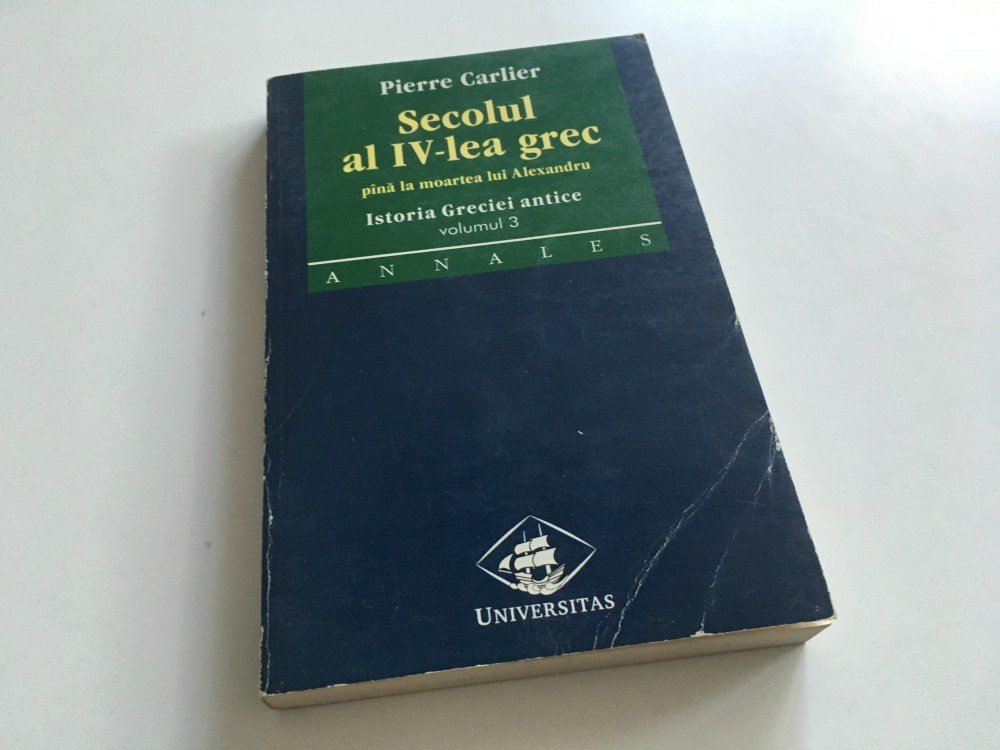 Pierre Carlier
Secolul
al IV-lea grec
pînă la moartea lui Alexandru
Istoria Greciei antice
volumul 3
ANNALES
UNIVERSITAS